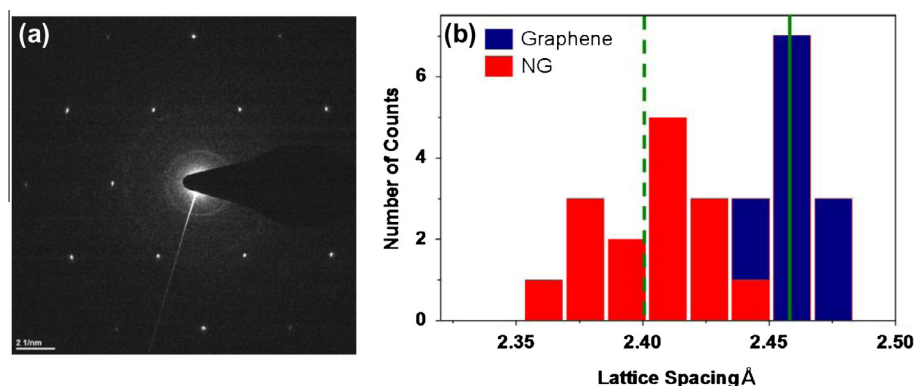 (a)
2 1/nm
(b)
Graphene
NG
Number of Counts
6
4
2
0
2.35 2.40 2.45 2.50
Lattice Spacing Å